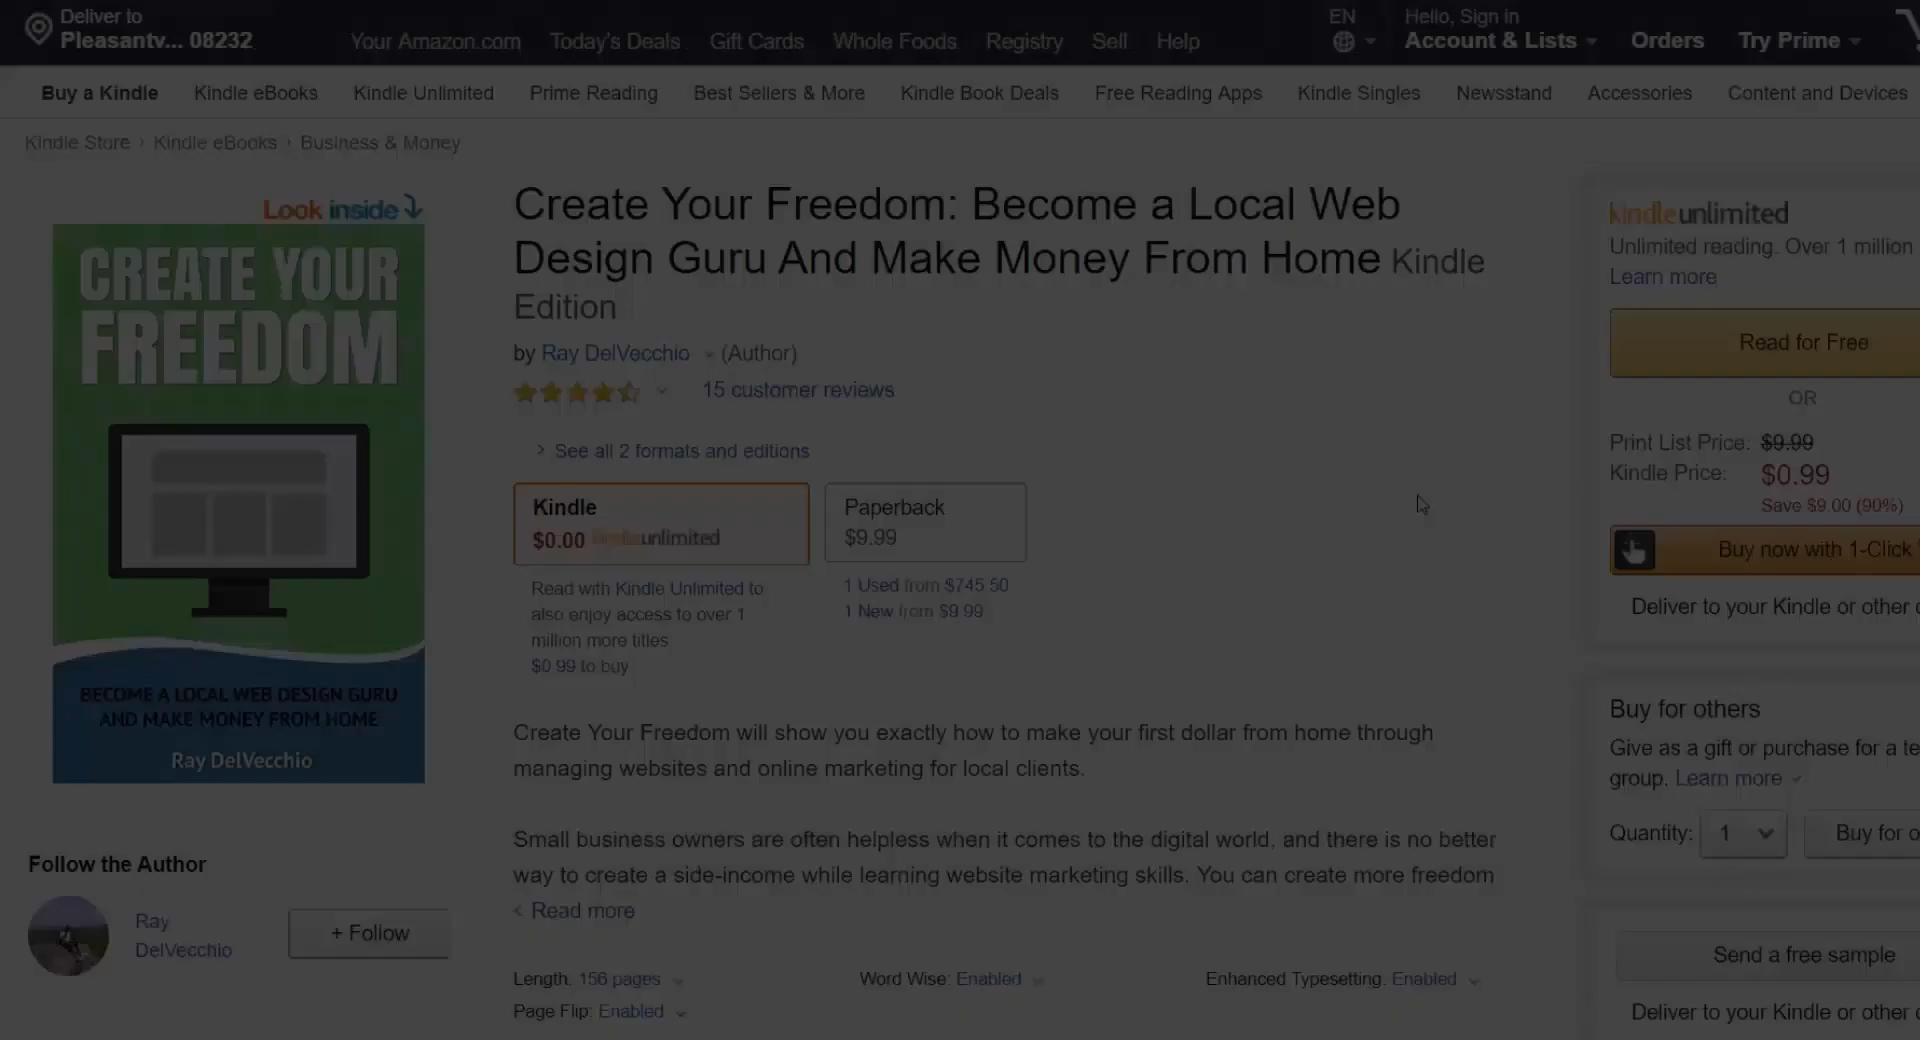 Deliver to
Pleasantv... 08232
Your Amazon.com Today's Deals Gift Cards Whole Foods Registry Sell Help
EN
Hello, Sign in
Account & Lists
Orders
Try Prime
Buy a Kindle Kindle eBooks Kindle Unlimited Prime Reading Best Sellers & More Kindle Book Deals Free Reading Apps Kindle Singles Newsstand Accessories Content and Devices
Kindle Store › Kindle eBooks › Business & Money
Look inside
CREATE YOUR
FREEDOM
BECOME A LOCAL WEB DESIGN GURU
AND MAKE MONEY FROM HOME
Ray DelVecchio
Follow the Author
Ray
DelVecchio
+ Follow
Create Your Freedom: Become a Local Web
Design Guru And Make Money From Home Kindle
Edition
by Ray DelVecchio (Author)
15 customer reviews
See all 2 formats and editions
Kindle
$0.00 kindleunlimited
Read with Kindle Unlimited to
also enjoy access to over 1
million more titles
$0.99 to buy
Paperback
$9.99
1 Used from $745.50
1 New from $9.99
Create Your Freedom will show you exactly how to make your first dollar from home through
managing websites and online marketing for local clients.
Small business owners are often helpless when it comes to the digital world, and there is no better
way to create a side-income while learning website marketing skills. You can create more freedom
Read more
Length: 156 pages
Word Wise: Enabled
Enhanced Typesetting: Enabled
Page Flip: Enabled
kindleunlimited
Unlimited reading. Over 1 million
Learn more
Read for Free
OR
Print List Price: $9.99
Kindle Price: $0.99
Save $9.00 (90%)
Buy now with 1-Click
Deliver to your Kindle or other
Buy for others
Give as a gift or purchase for a te
group. Learn more
Quantity: 1
Buy for o
Send a free sample
Deliver to your Kindle or other